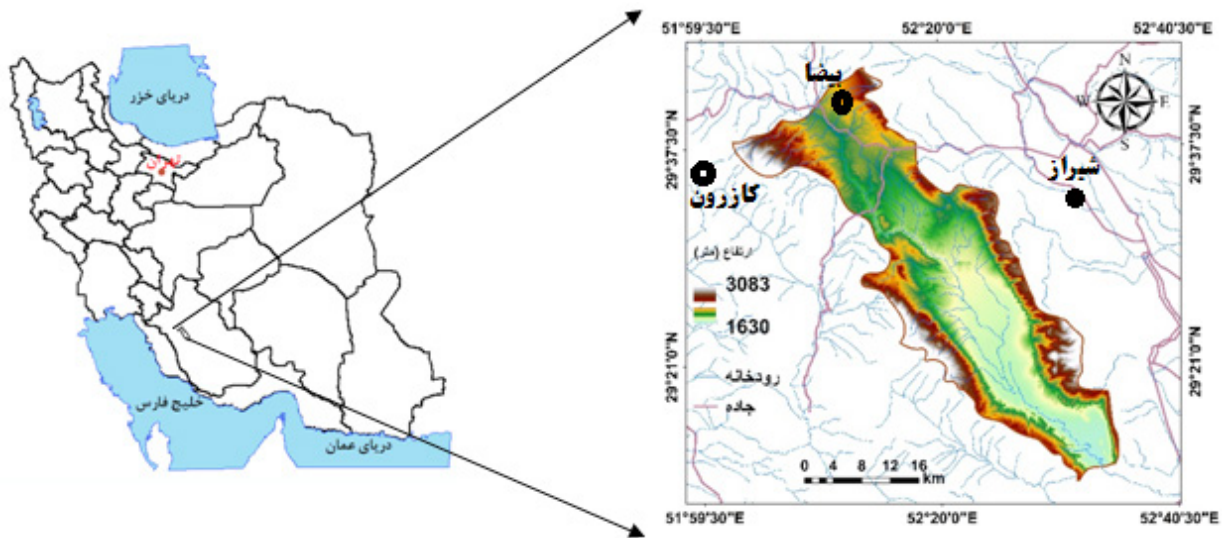 دریای خزر
تهران
خلیج فارس
دریای عمان
51°59'30"E
52°20'0"E
52°40'30"E
29°37'30"N
29°37'30"N
29°21'0"N
29°21'0"N
N
W
E
S
بیضا
شیراز
کازرون
ارتفاع (متر)
3083
1630
رودخانه
جاده
0 4 8 12 16
km
51°59'30"E
52°20'0"E
52°40'30"E